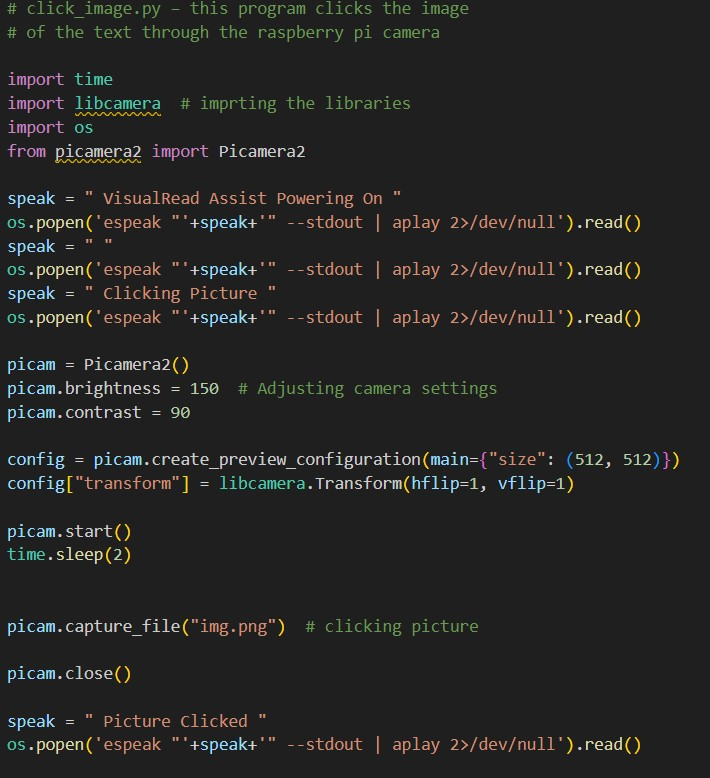 # click_image.py – this program clicks the image
# of the text through the raspberry pi camera
import time
import libcamera  # imprting the libraries
import os
from picamera2 import Picamera2
speak = " VisualRead Assist Powering On "
os.popen('espeak "'+speak+'" --stdout | aplay 2>/dev/null').read()
speak = " "
os.popen('espeak "'+speak+'" --stdout | aplay 2>/dev/null').read()
speak = " Clicking Picture "
os.popen('espeak "'+speak+'" --stdout | aplay 2>/dev/null').read()
picam = Picamera2()
picam.brightness = 150  # Adjusting camera settings
picam.contrast = 90
config = picam.create_preview_configuration(main={"size": (512, 512)})
config["transform"] = libcamera.Transform(hflip=1, vflip=1)
picam.start()
time.sleep(2)
picam.capture_file("img.png")  # clicking picture
picam.close()
speak = " Picture Clicked "
os.popen('espeak "'+speak+'" --stdout | aplay 2>/dev/null').read()